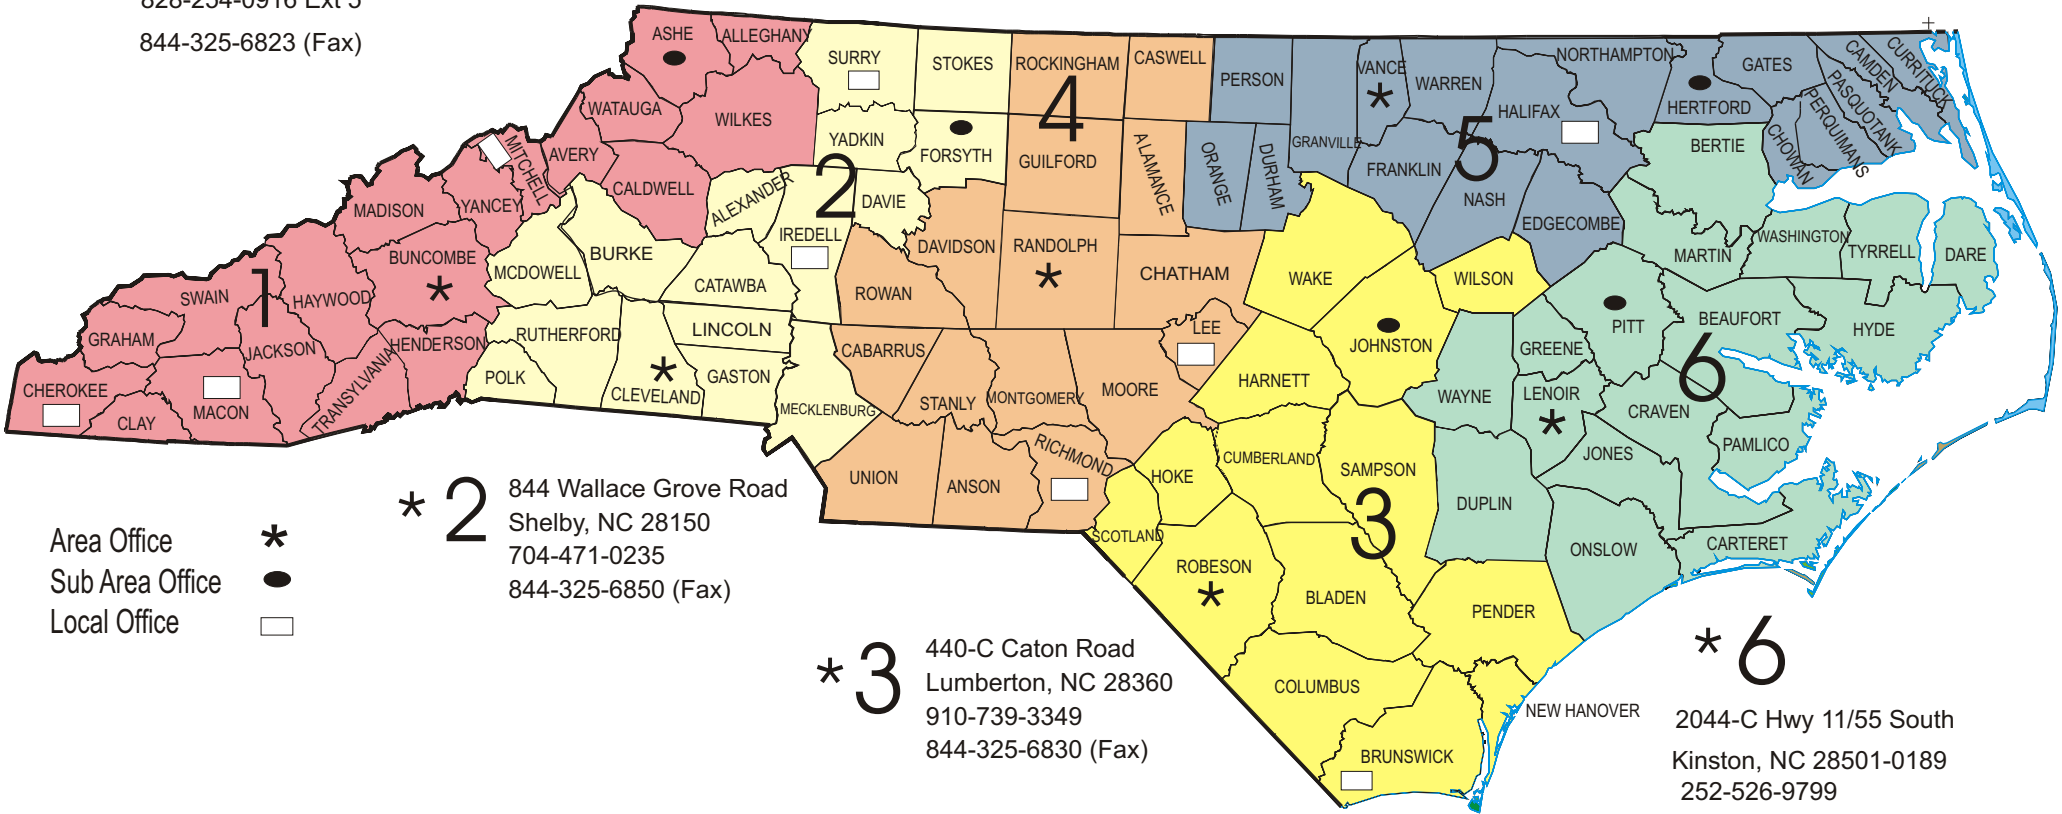 828-254-0916 Ext 5
844-325-6823 (Fax)
ASHE
ALLEGHANY
SURRY
STOKES
ROCKINGHAM
CASWELL
PERSON
VANCE
WARREN
NORTHAMPTON
GATES
CAMDEN
CURRITUCK
WATAUGA
WILKES
YADKIN
FORSYTH
4
GUILFORD
ALAMANCE
ORANGE
DURHAM
GRANVILLE
FRANKLIN
HALIFAX
5
HERTFORD
BERTIE
CHOWAN
PERQUIMANS
PASQUOTANK
MITCHELL
AVERY
CALDWELL
ALEXANDER
2
DAVIE
NASH
EDGECOMBE
MADISON
YANCEY
IREDELL
DAVIDSON
RANDOLPH
*
CHATHAM
WAKE
WILSON
MARTIN
WASHINGTON
TYRRELL
DARE
BUNCOMBE
*
MCDOWELL
BURKE
CATAWBA
ROWAN
SWAIN
1
HAYWOOD
GRAHAM
JACKSON
TRANSYLVANIA
HENDERSON
RUTHERFORD
LINCOLN
CABARRUS
LEE
JOHNSTON
GREENE
PITT
BEAUFORT
HYDE
6
CHEROKEE
CLAY
MACON
POLK
CLEVELAND
*
GASTON
MECKLENBURG
STANLY
MONTGOMERY
MOORE
HARNETT
WAYNE
LENOIR
*
CRAVEN
PAMLICO
JONES
UNION
ANSON
RICHMOND
HOKE
CUMBERLAND
SAMPSON
3
DUPLIN
ONSLOW
CARTERET
SCOTLAND
ROBESON
*
BLADEN
PENDER
COLUMBUS
BRUNSWICK
NEW HANOVER
Area Office *
Sub Area Office
Local Office
* 2
844 Wallace Grove Road
Shelby, NC 28150
704-471-0235
844-325-6850 (Fax)
* 3
440-C Caton Road
Lumberton, NC 28360
910-739-3349
844-325-6830 (Fax)
* 6
2044-C Hwy 11/55 South
Kinston, NC 28501-0189
252-526-9799